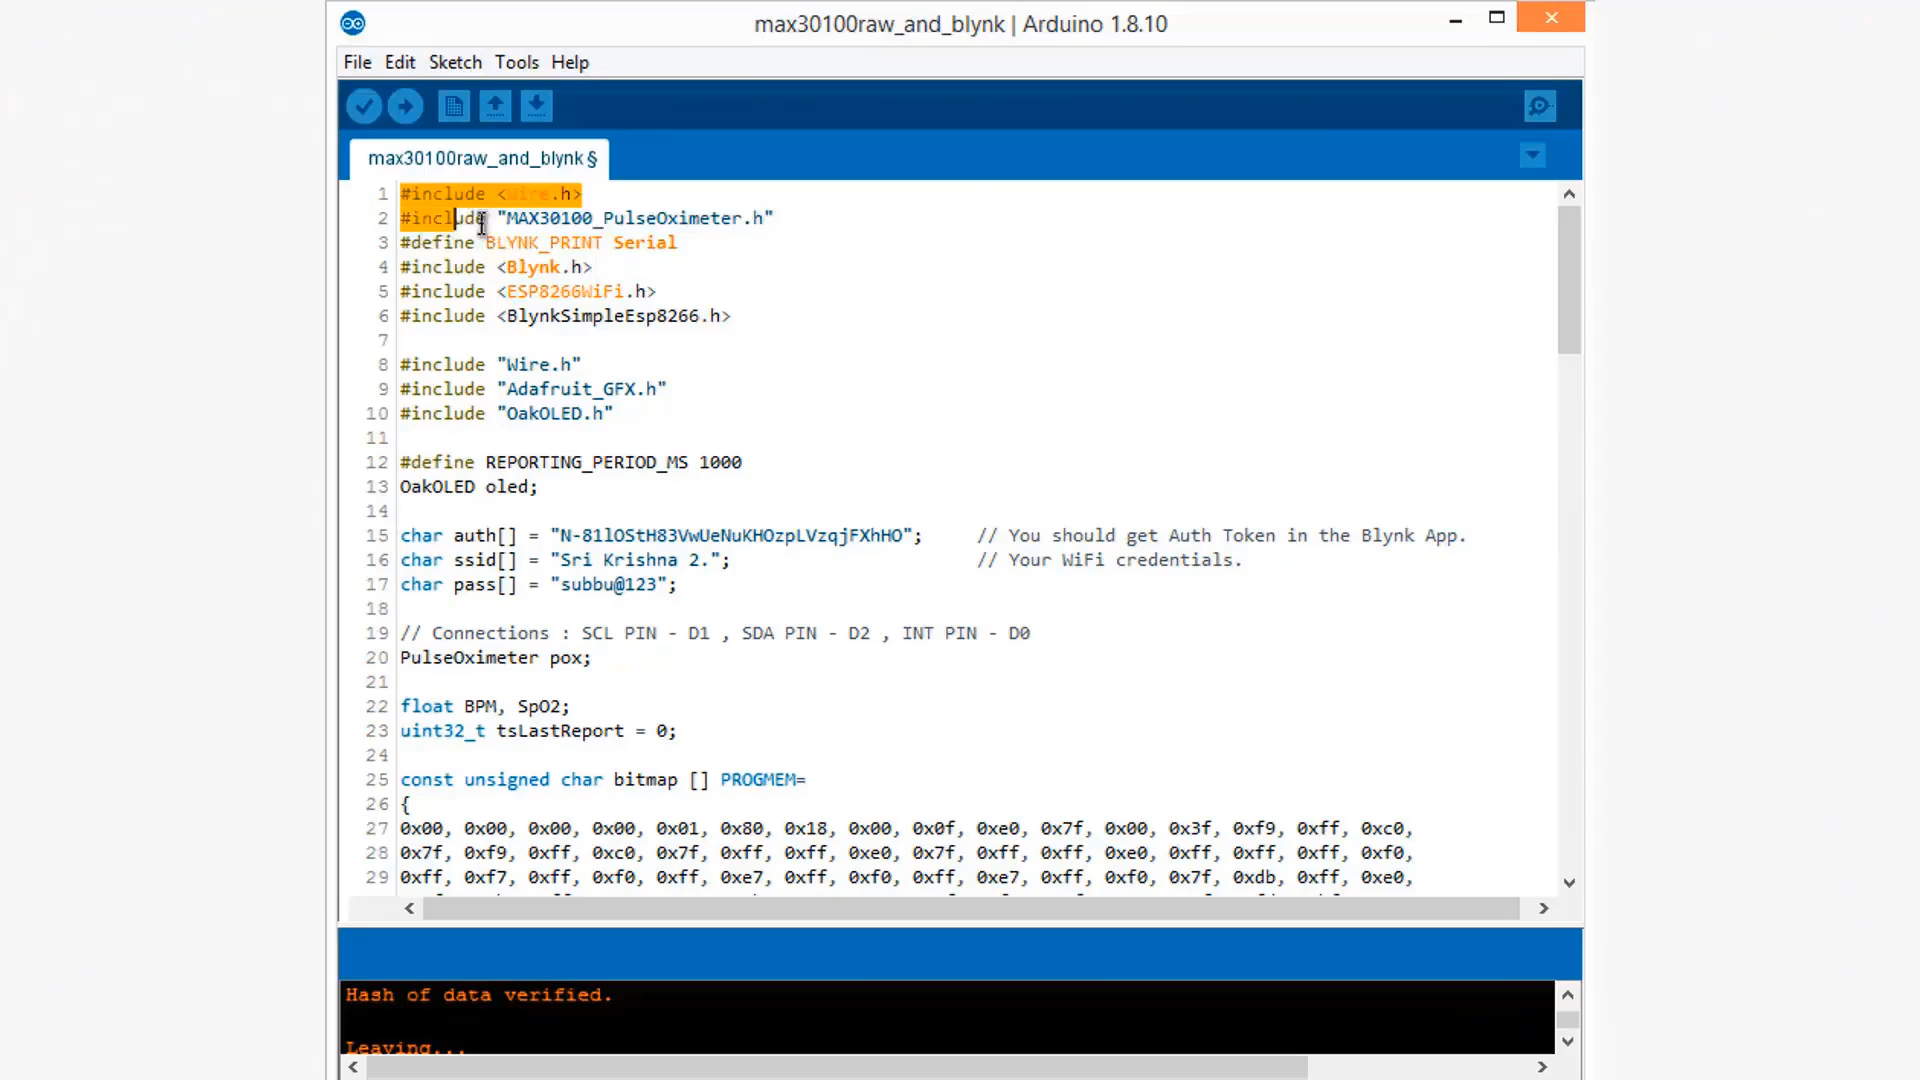 max30100raw_and_blynk | Arduino 1.8.10
File Edit Sketch Tools Help
max30100raw_and_blynk §
1 #include <Wire.h>
2 #include "MAX30100_PulseOximeter.h"
3 #define BLYNK_PRINT Serial
4 #include <Blynk.h>
5 #include <ESP8266WiFi.h>
6 #include <BlynkSimpleEsp8266.h>
7
8 #include "Wire.h"
9 #include "Adafruit_GFX.h"
10 #include "OakOLED.h"
11
12 #define REPORTING_PERIOD_MS 1000
13 OakOLED oled;
14
15 char auth[] = "N-81lOStH83VwUeNuKHOzpLVzqjFXhHO"; // You should get Auth Token in the Blynk App.
16 char ssid[] = "Sri Krishna 2."; // Your WiFi credentials.
17 char pass[] = "subbu@123";
18
19 // Connections : SCL PIN - D1 , SDA PIN - D2 , INT PIN - D0
20 PulseOximeter pox;
21
22 float BPM, SpO2;
23 uint32_t tsLastReport = 0;
24
25 const unsigned char bitmap [] PROGMEM=
26 {
27 0x00, 0x00, 0x00, 0x00, 0x01, 0x80, 0x18, 0x00, 0x0f, 0xe0, 0x7f, 0x00, 0x3f, 0xf9, 0xff, 0xc0,
28 0x7f, 0xf9, 0xff, 0xc0, 0x7f, 0xff, 0xff, 0xe0, 0x7f, 0xff, 0xff, 0xe0, 0xff, 0xff, 0xff, 0xf0,
29 0xff, 0xf7, 0xff, 0xf0, 0xff, 0xe7, 0xff, 0xf0, 0xff, 0xe7, 0xff, 0xf0, 0x7f, 0xdb, 0xff, 0xe0,
Hash of data verified.
Leaving...